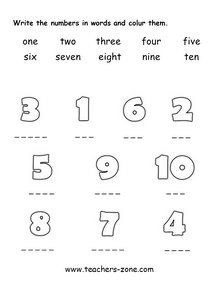 Write the numbers in words and colur them.
one two three four five
six seven eight nine ten
3 1 6 2
5 9 10
8 7 4
www.teachers-zone.com